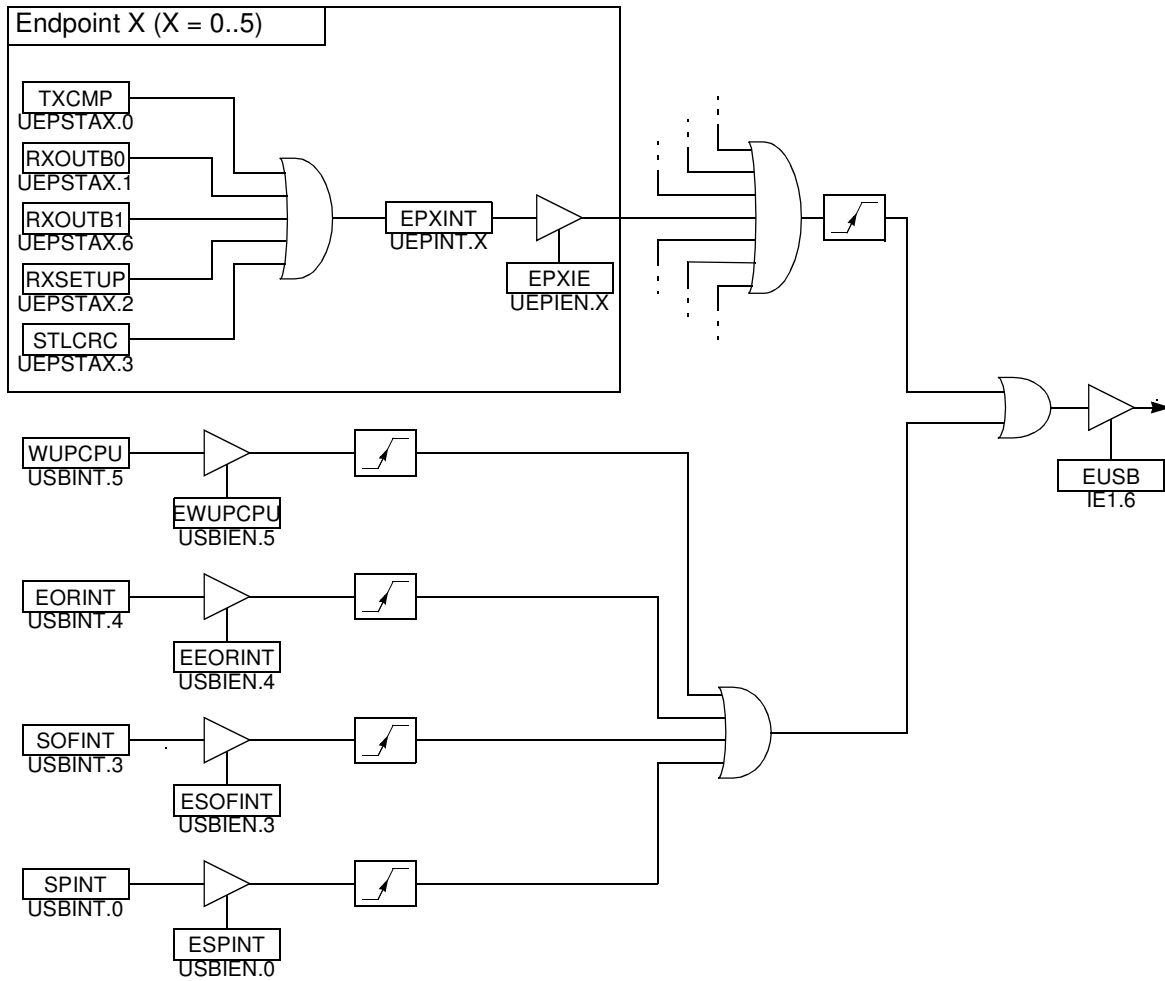 Endpoint X (X = 0..5)
TXCMP
UEPSTAX.0
RXOUTB0
UEPSTAX.1
RXOUTB1
UEPSTAX.6
RXSETUP
UEPSTAX.2
STLCRC
UEPSTAX.3
EPXINT
UEPINT.X
EPXIE
UEPIEN.X
WUPCPU
USBINT.5
EWUPCPU
USBIEN.5
EUSB
IE1.6
EORINT
USBINT.4
EEORINT
USBIEN.4
SOFINT
USBINT.3
ESOFINT
USBIEN.3
SPINT
USBINT.0
ESPINT
USBIEN.0